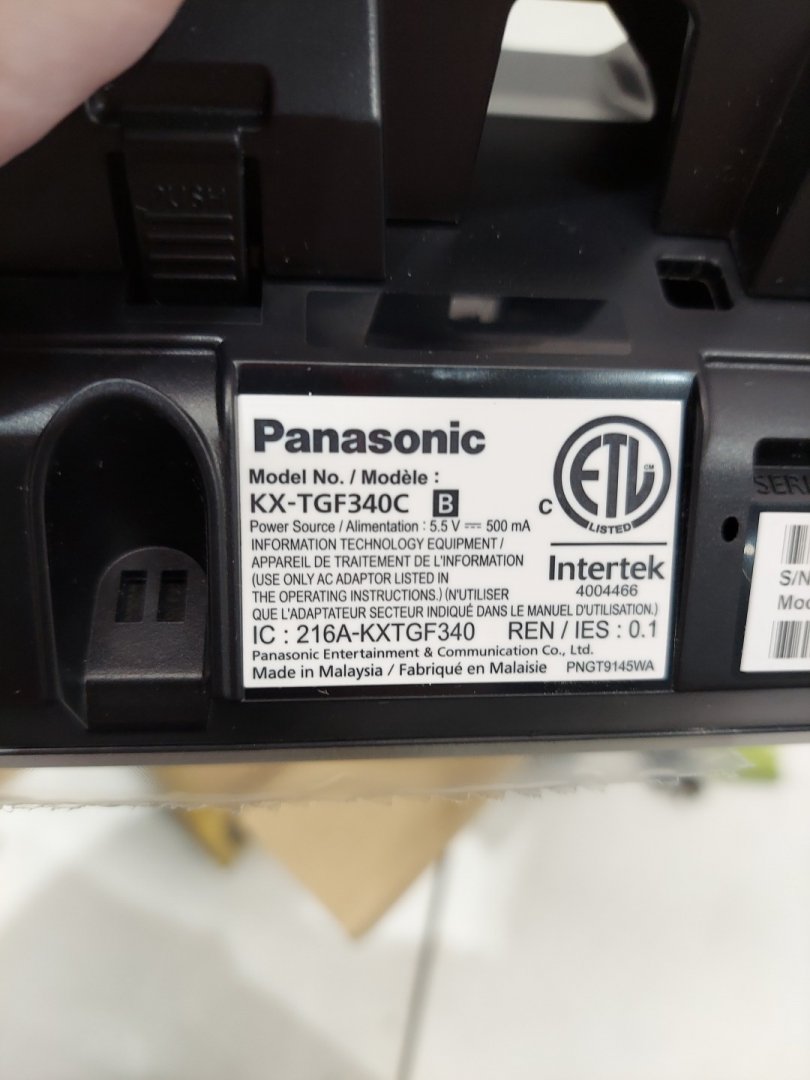 PUSH
Panasonic
Model No. / Modèle :
KX-TGF340C B
Power Source / Alimentation : 5.5 V ⎓ 500 mA
INFORMATION TECHNOLOGY EQUIPMENT /
APPAREIL DE TRAITEMENT DE L'INFORMATION
(USE ONLY AC ADAPTOR LISTED IN
THE OPERATING INSTRUCTIONS.) (N'UTILISER
QUE L'ADAPTATEUR SECTEUR INDIQUÉ DANS LE MANUEL D'UTILISATION.)
IC : 216A-KXTGF340 REN / IES : 0.1
Panasonic Entertainment & Communication Co., Ltd.
Made in Malaysia / Fabriqué en Malaisie PNGT9145WA
C ETL CM
LISTED
Intertek
4004466
S/N